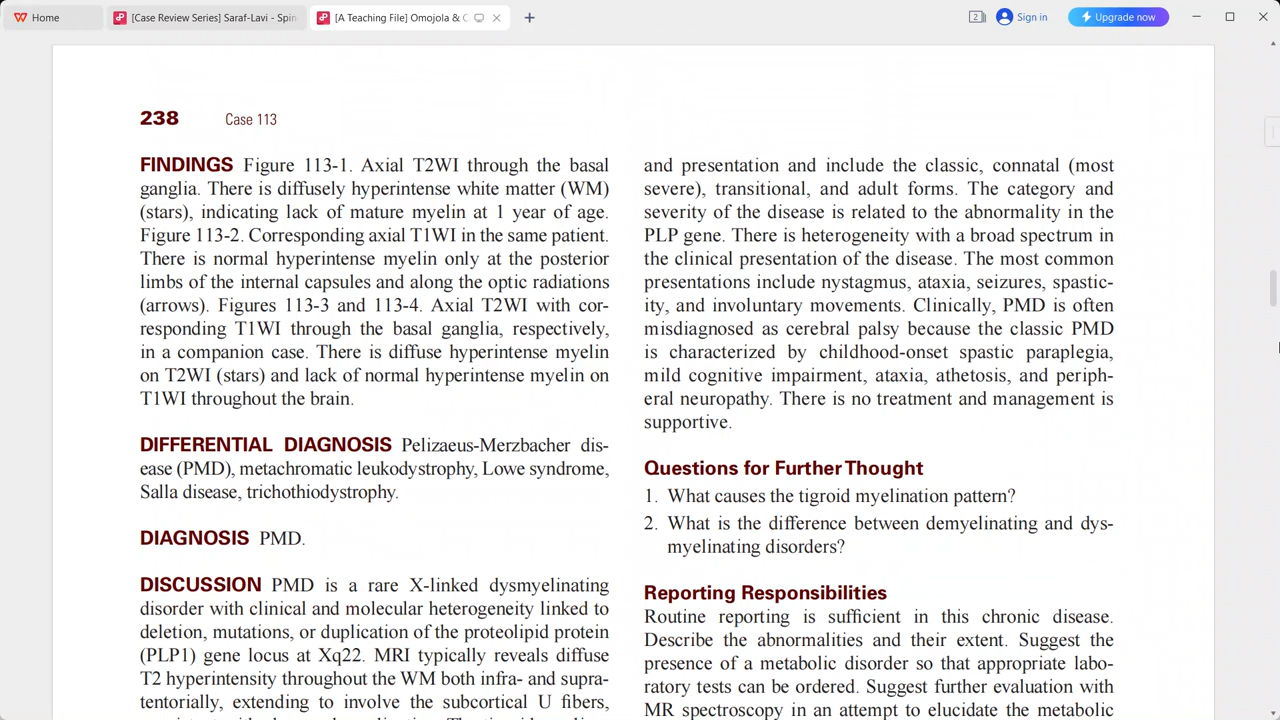 Home
[Case Review Series] Saraf-Lavi - Spin
[A Teaching File] Omojola & C
2
Sign in
Upgrade now
238 Case 113
FINDINGS Figure 113-1. Axial T2WI through the basal
ganglia. There is diffusely hyperintense white matter (WM)
(stars), indicating lack of mature myelin at 1 year of age.
Figure 113-2. Corresponding axial T1WI in the same patient.
There is normal hyperintense myelin only at the posterior
limbs of the internal capsules and along the optic radiations
(arrows). Figures 113-3 and 113-4. Axial T2WI with cor-
responding T1WI through the basal ganglia, respectively,
in a companion case. There is diffuse hyperintense myelin
on T2WI (stars) and lack of normal hyperintense myelin on
T1WI throughout the brain.
DIFFERENTIAL DIAGNOSIS Pelizaeus-Merzbacher dis-
ease (PMD), metachromatic leukodystrophy, Lowe syndrome,
Salla disease, trichothiodystrophy.
DIAGNOSIS PMD.
DISCUSSION PMD is a rare X-linked dysmyelinating
disorder with clinical and molecular heterogeneity linked to
deletion, mutations, or duplication of the proteolipid protein
(PLP1) gene locus at Xq22. MRI typically reveals diffuse
T2 hyperintensity throughout the WM both infra- and supra-
tentorially, extending to involve the subcortical U fibers,
and presentation and include the classic, connatal (most
severe), transitional, and adult forms. The category and
severity of the disease is related to the abnormality in the
PLP gene. There is heterogeneity with a broad spectrum in
the clinical presentation of the disease. The most common
presentations include nystagmus, ataxia, seizures, spastic-
ity, and involuntary movements. Clinically, PMD is often
misdiagnosed as cerebral palsy because the classic PMD
is characterized by childhood-onset spastic paraplegia,
mild cognitive impairment, ataxia, athetosis, and periph-
eral neuropathy. There is no treatment and management is
supportive.
Questions for Further Thought
1. What causes the tigroid myelination pattern?
2. What is the difference between demyelinating and dys-
myelinating disorders?
Reporting Responsibilities
Routine reporting is sufficient in this chronic disease.
Describe the abnormalities and their extent. Suggest the
presence of a metabolic disorder so that appropriate labo-
ratory tests can be ordered. Suggest further evaluation with
MR spectroscopy in an attempt to elucidate the metabolic